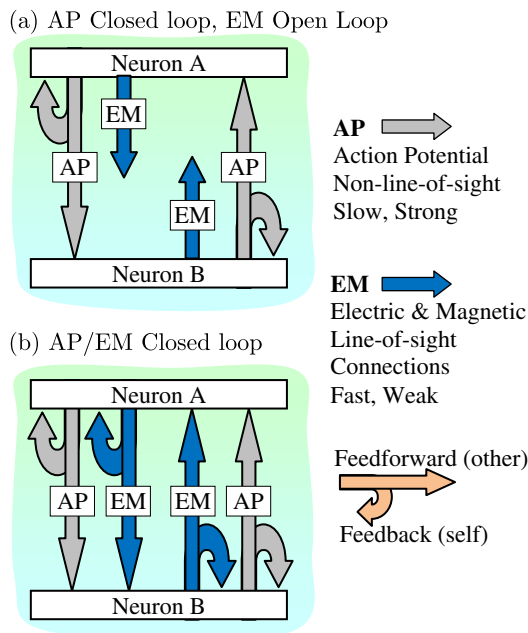 (a) AP Closed loop, EM Open Loop
Neuron A
EM
AP
AP
EM
Neuron B
AP
Action Potential
Non-line-of-sight
Slow, Strong
EM
Electric & Magnetic
Line-of-sight
Connections
Fast, Weak
(b) AP/EM Closed loop
Neuron A
AP EM EM AP
Neuron B
Feedforward (other)
Feedback (self)